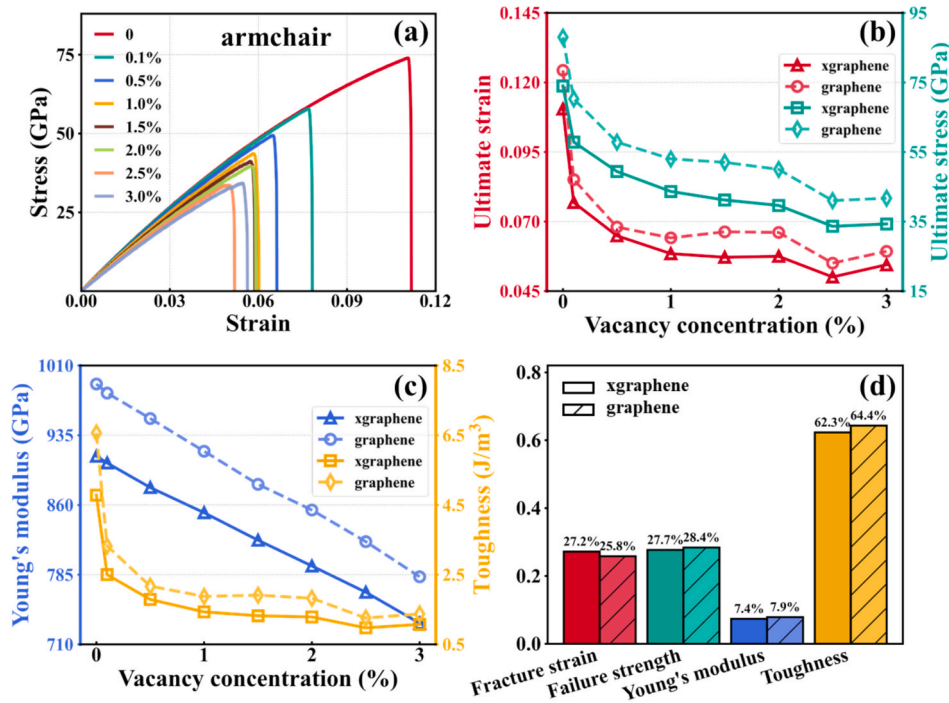 armchair (a)
0
0.1%
0.5%
1.0%
1.5%
2.0%
2.5%
3.0%
75
50
25
Stress (GPa)
0.00 0.03 0.06 0.09 0.12
Strain
(b)
xgraphene
graphene
xgraphene
graphene
0.145
0.120
0.095
0.070
0.045
Ultimate strain
95
75
55
35
15
Ultimate stress (GPa)
0 1 2 3
Vacancy concentration (%)
(c)
xgraphene
graphene
xgraphene
graphene
1010
935
860
785
710
Young's modulus (GPa)
8.5
6.5
4.5
2.5
0.5
Toughness (J/m³)
0 1 2 3
Vacancy concentration (%)
(d)
xgraphene
graphene
0.8
0.6
0.4
0.2
0.0
27.2% 25.8% 27.7% 28.4% 7.4% 7.9% 62.3% 64.4%
Fracture strain
Failure strength
Young's modulus
Toughness